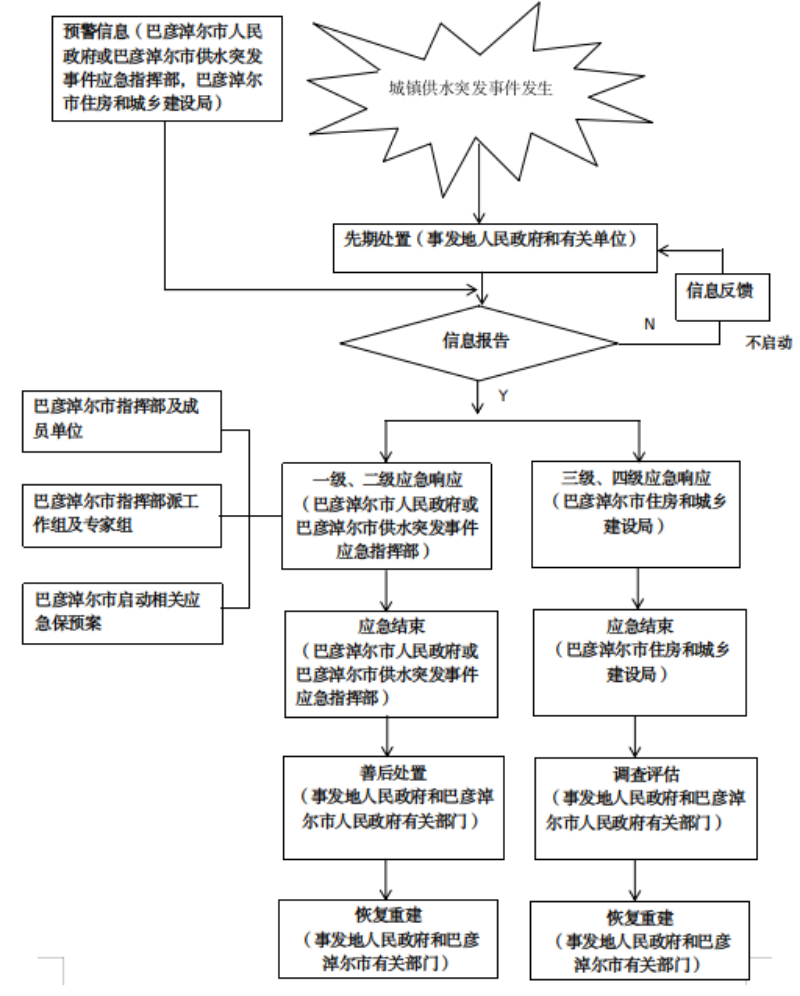 预警信息（巴彦淖尔市人民
政府或巴彦淖尔市供水突发
事件应急指挥部，巴彦淖尔
市住房和城乡建设局）
城镇供水突发事件发生
先期处置（事发地人民政府和有关单位）
信息反馈
信息报告
N
不启动
Y
巴彦淖尔市指挥部及成
员单位
巴彦淖尔市指挥部派工
作组及专家组
巴彦淖尔市启动相关应
急保预案
一级、二级应急响应
（巴彦淖尔市人民政府或
巴彦淖尔市供水突发事件
应急指挥部）
三级、四级应急响应
（巴彦淖尔市住房和城乡
建设局）
应急结束
（巴彦淖尔市人民政府或
巴彦淖尔市供水突发事件
应急指挥部）
应急结束
（巴彦淖尔市住房和城乡
建设局）
善后处置
（事发地人民政府和巴彦淖
尔市人民政府有关部门）
调查评估
（事发地人民政府和巴彦淖
尔市人民政府有关部门）
恢复重建
（事发地人民政府和巴彦
淖尔市有关部门）
恢复重建
（事发地人民政府和巴彦
淖尔市有关部门）